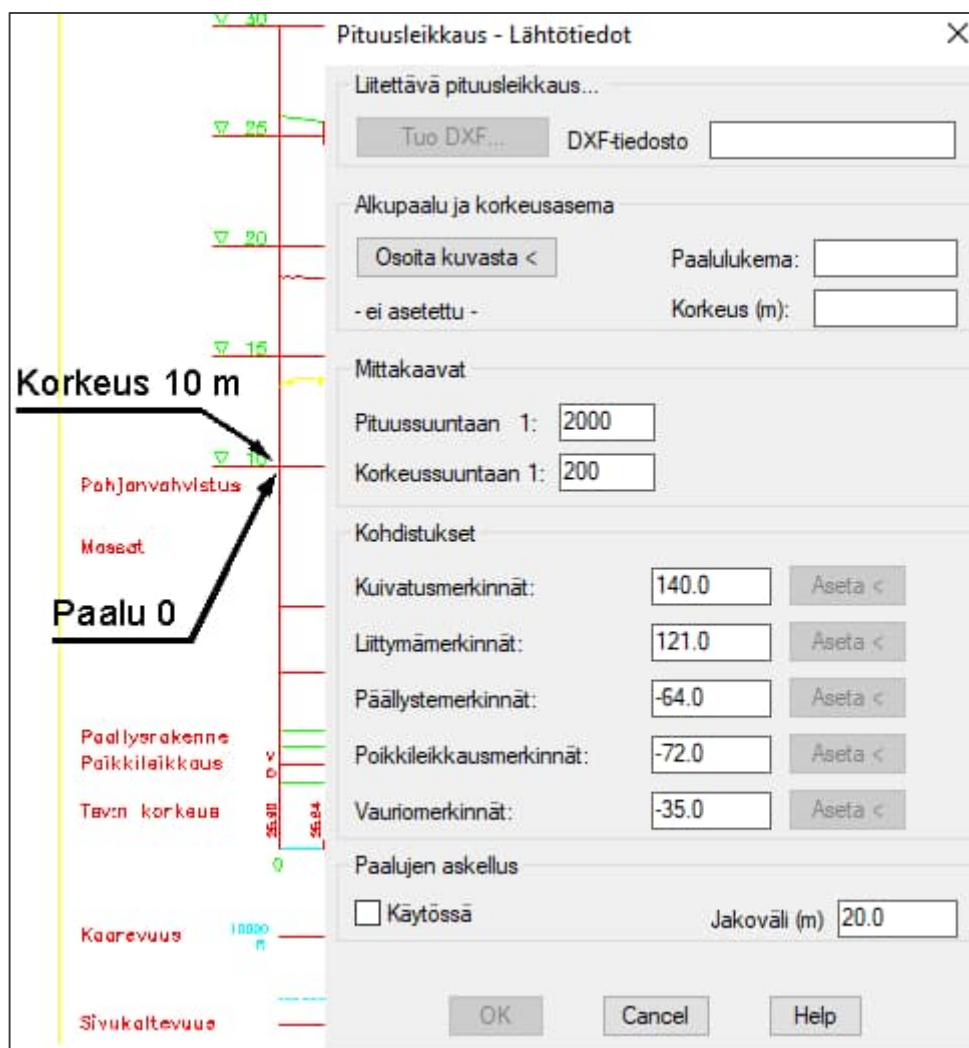 30
25
20
15
Korkeus 10 m
10
Pohjanvahvistus
Massat
Paalu 0
Päällysrakenne
Poikkileikkaus
Tsv:n korkeus
0
Kaarevuus
10000
Sivukaltevuus
Pituusleikkaus - Lähtötiedot
Liitettävä pituusleikkaus...
Tuo DXF... DXF-tiedosto
Alkupaalu ja korkeusasema
Osoita kuvasta < Paalulukema:
- ei asetettu - Korkeus (m):
Mittakaavat
Pituussuuntaan 1: 2000
Korkeussuuntaan 1: 200
Kohdistukset
Kuivatusmerkinnät: 140.0 Aseta <
Liittymämerkinnät: 121.0 Aseta <
Päällystemerkinnät: -64.0 Aseta <
Poikkileikkausmerkinnät: -72.0 Aseta <
Vauriomerkinnät: -35.0 Aseta <
Paalujen askellus
Käytössä Jakoväli (m) 20.0
OK Cancel Help